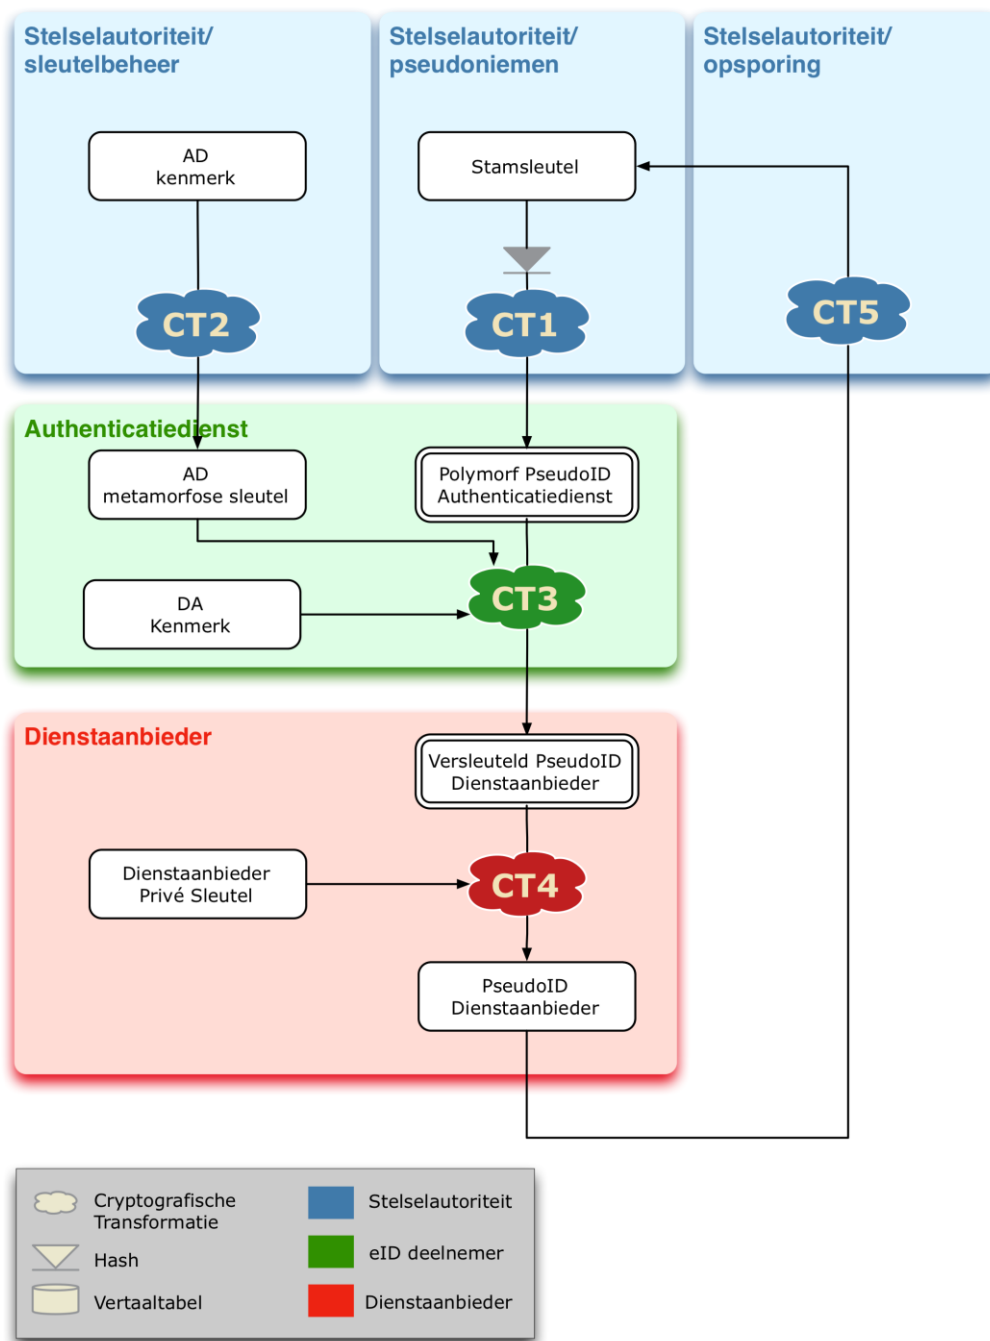 Stelselautoriteit/
sleutelbeheer
Stelselautoriteit/
pseudoniemen
Stelselautoriteit/
opsporing
AD
kenmerk
Stamsleutel
CT2
CT1
CT5
Authenticatiedienst
AD
metamorfose sleutel
Polymorf PseudoID
Authenticatiedienst
DA
Kenmerk
CT3
Dienstaanbieder
Versleuteld PseudoID
Dienstaanbieder
Dienstaanbieder
Privé Sleutel
CT4
PseudoID
Dienstaanbieder
Cryptografische
Transformatie
Hash
Vertaaltabel
Stelselautoriteit
eID deelnemer
Dienstaanbieder